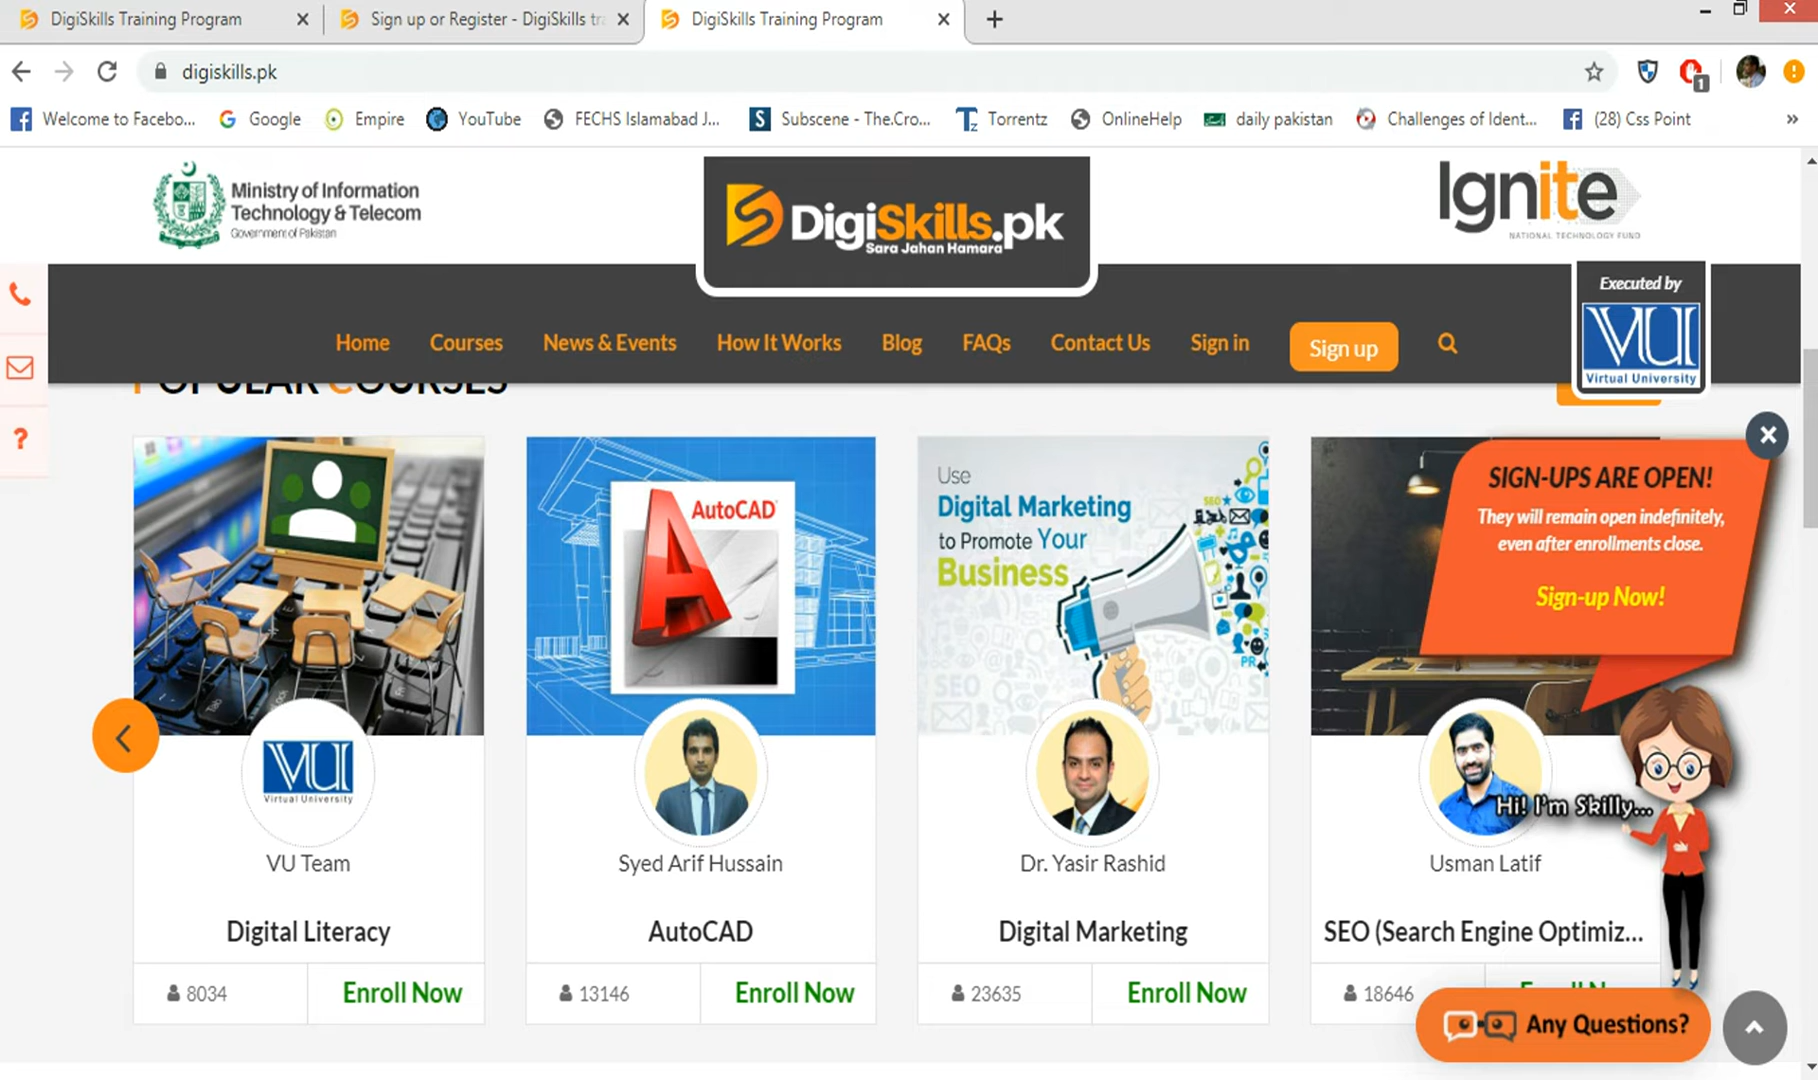 DigiSkills Training Program
Sign up or Register - DigiSkills tr
DigiSkills Training Program
digiskills.pk
1
Welcome to Facebo...
Google
Empire
YouTube
FECHS Islamabad J...
Subscene - The.Cro...
Torrentz
OnlineHelp
daily pakistan
Challenges of Ident...
(28) Css Point
»
Ministry of Information
Technology & Telecom
Government of Pakistan
DigiSkills.pk
Sara Jahan Hamara
Ignite
NATIONAL TECHNOLOGY FUND
Executed by
VU
Virtual University
Home
Courses
News & Events
How It Works
Blog
FAQs
Contact Us
Sign in
Sign up
POPULAR COURSES
AutoCAD
Use
Digital Marketing
to Promote Your
Business
SEO
PR
SEO
SIGN-UPS ARE OPEN!
They will remain open indefinitely,
even after enrollments close.
Sign-up Now!
Hi! I'm Skilly...
VU
Virtual University
VU Team
Syed Arif Hussain
Dr. Yasir Rashid
Usman Latif
Digital Literacy
AutoCAD
Digital Marketing
SEO (Search Engine Optimiz...
8034
Enroll Now
13146
Enroll Now
23635
Enroll Now
18646
Any Questions?